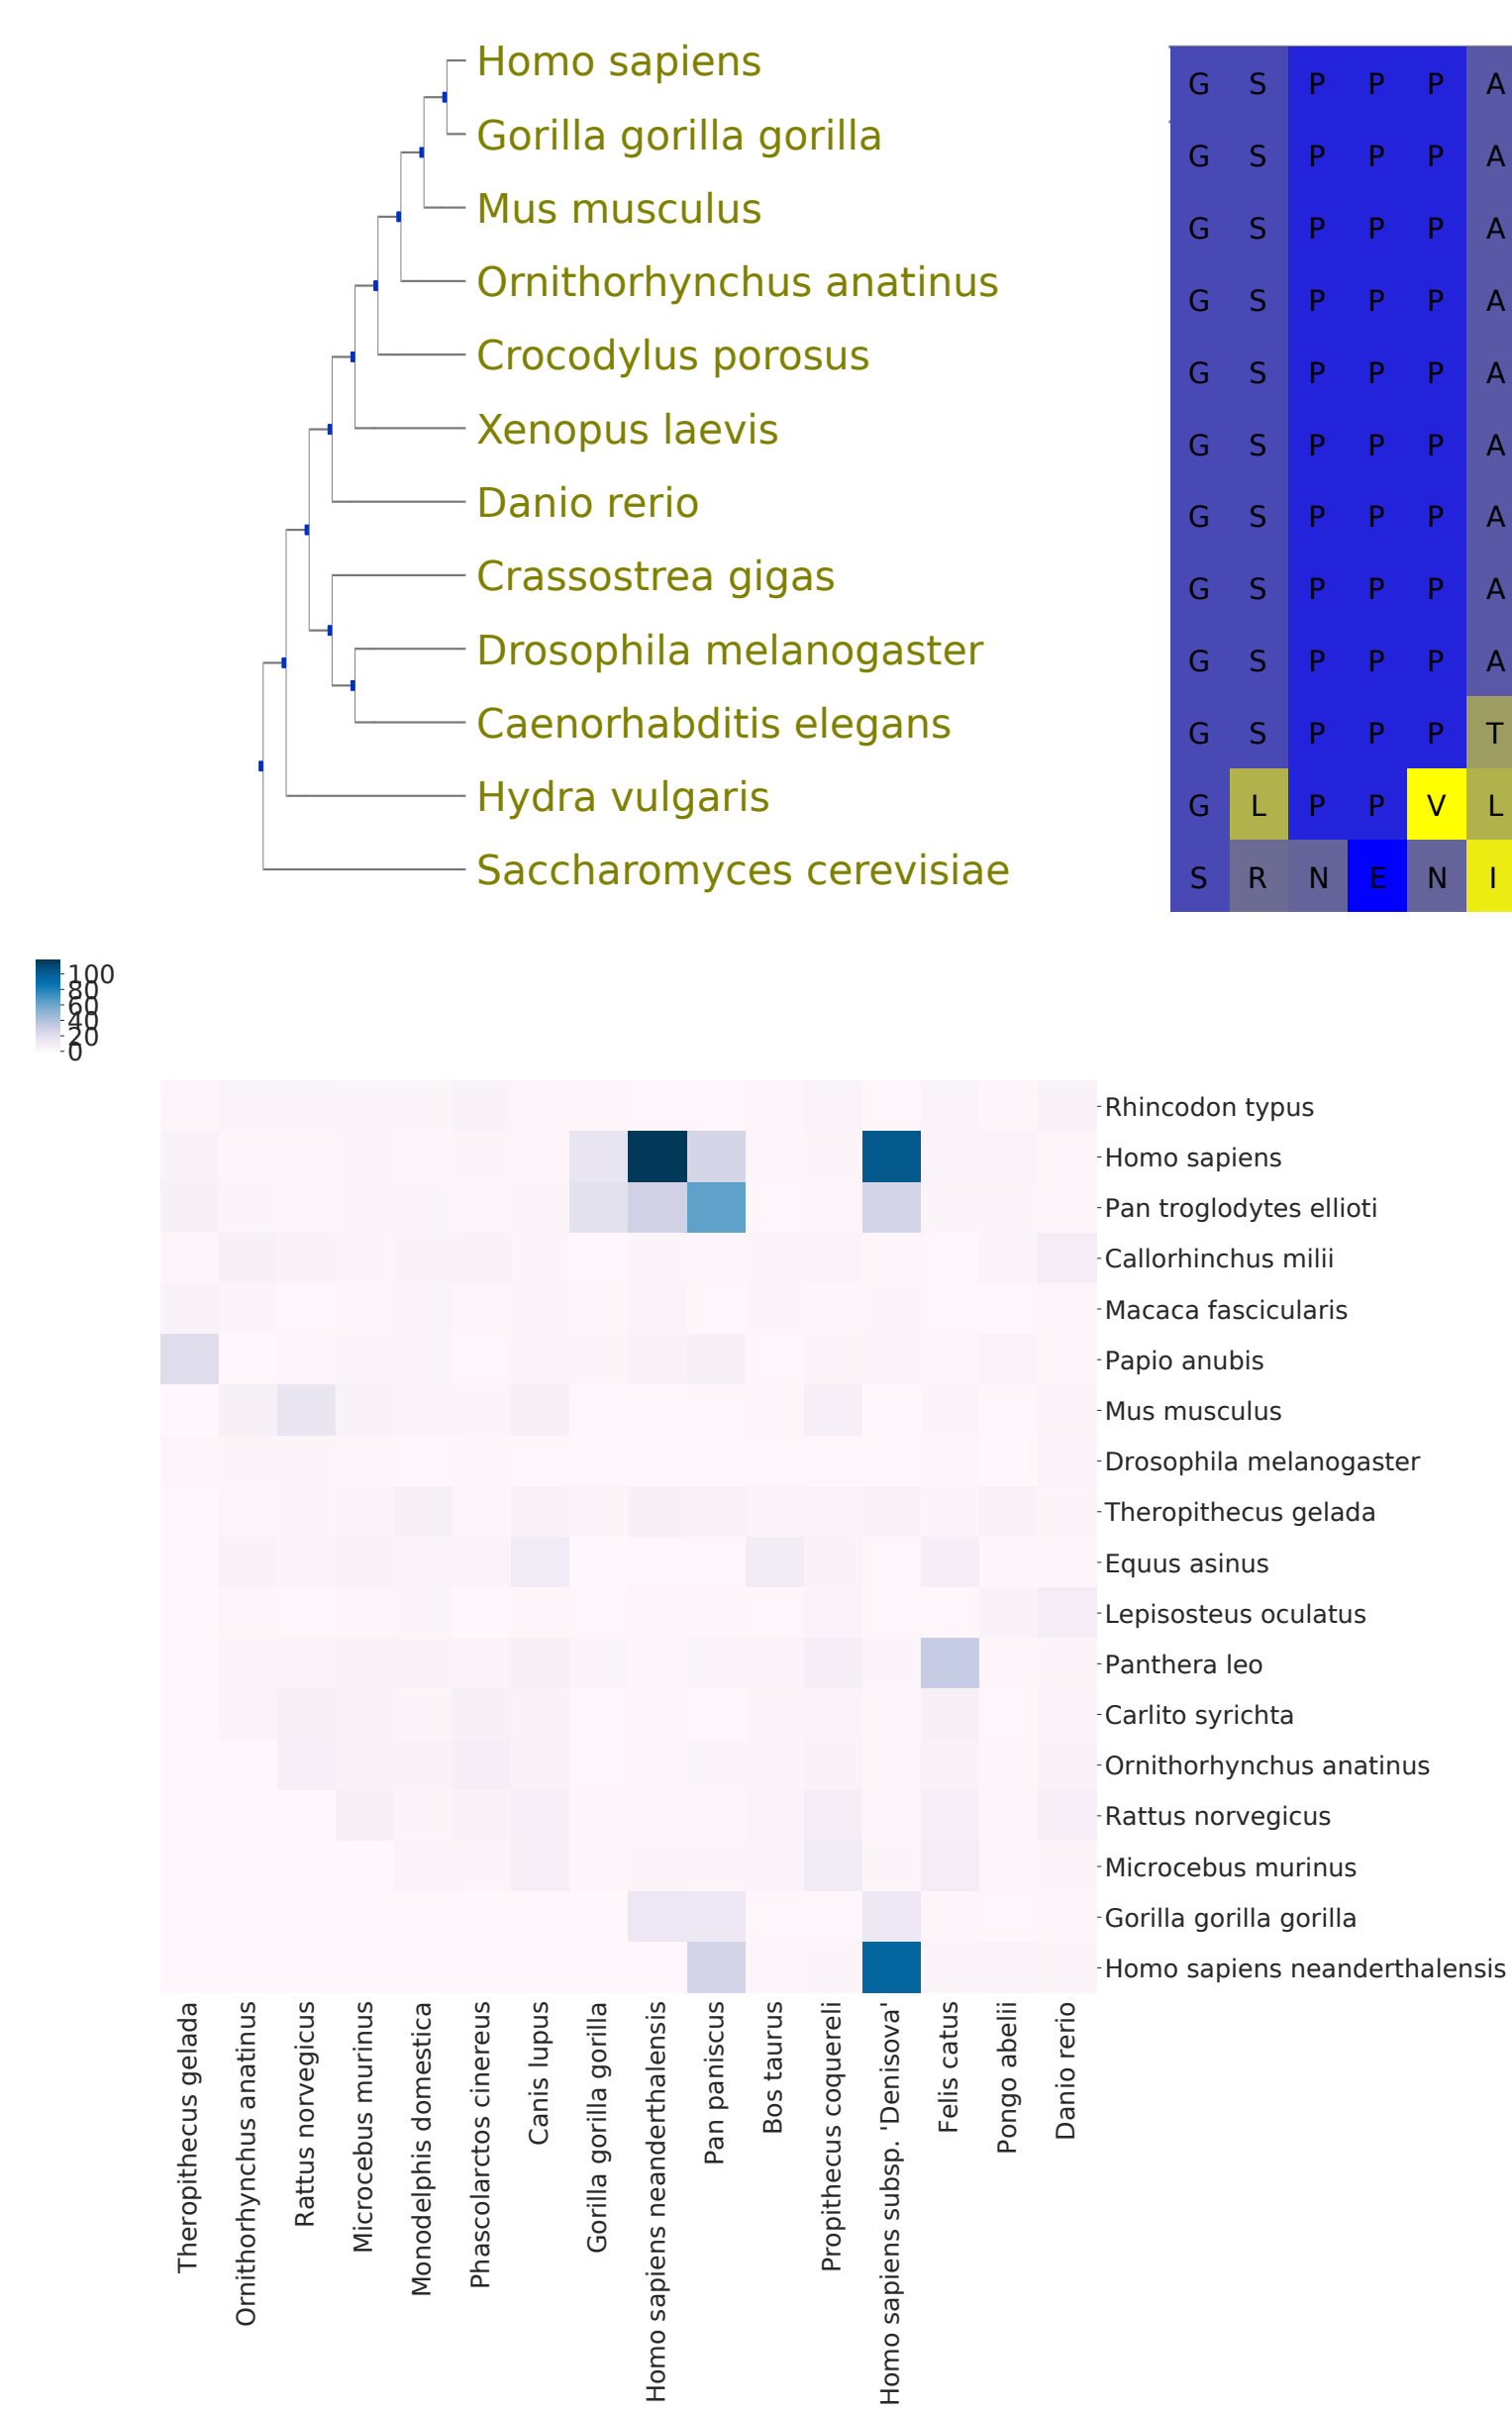 Homo sapiens
G S P P P A
Gorilla gorilla gorilla
G S P P P A
Mus musculus
G S P P P A
Ornithorhynchus anatinus
G S P P P A
Crocodylus porosus
G S P P P A
Xenopus laevis
G S P P P A
Danio rerio
G S P P P A
Crassostrea gigas
G S P P P A
Drosophila melanogaster
G S P P P A
Caenorhabditis elegans
G S P P P T
Hydra vulgaris
G L P P V L
Saccharomyces cerevisiae
S R N E N I
100
80
60
40
20
0
Rhincodon typus
Homo sapiens
Pan troglodytes ellioti
Callorhinchus milii
Macaca fascicularis
Papio anubis
Mus musculus
Drosophila melanogaster
Theropithecus gelada
Equus asinus
Lepisosteus oculatus
Panthera leo
Carlito syrichta
Ornithorhynchus anatinus
Rattus norvegicus
Microcebus murinus
Gorilla gorilla gorilla
Homo sapiens neanderthalensis
Theropithecus gelada
Ornithorhynchus anatinus
Rattus norvegicus
Microcebus murinus
Monodelphis domestica
Phascolarctos cinereus
Canis lupus
Gorilla gorilla gorilla
Homo sapiens neanderthalensis
Pan paniscus
Bos taurus
Propithecus coquereli
Homo sapiens subsp. 'Denisova'
Felis catus
Pongo abelii
Danio rerio